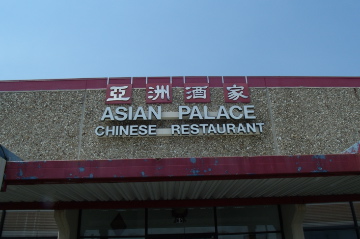 亞洲酒家
ASIAN PALACE
CHINESE RESTAURANT